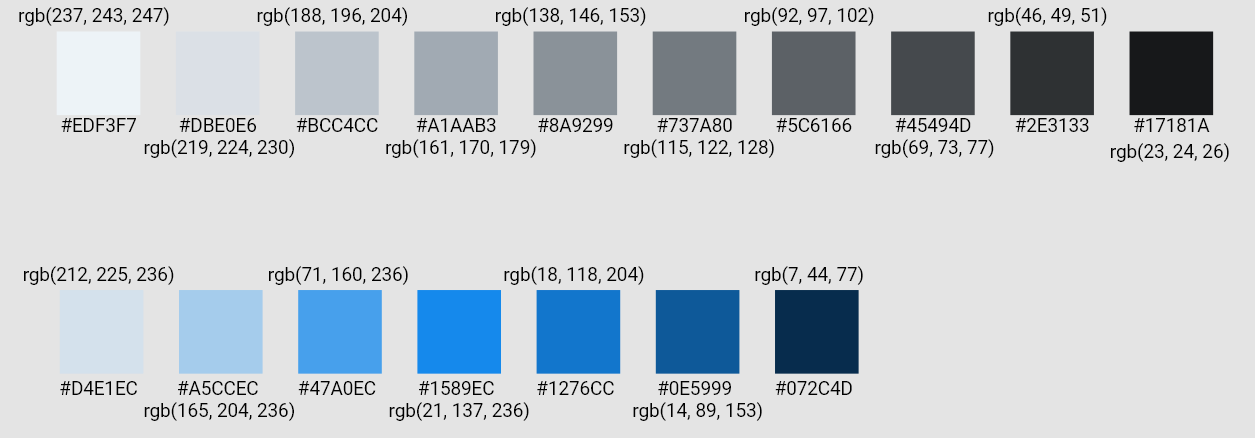 rgb(237, 243, 247) rgb(188, 196, 204) rgb(138, 146, 153) rgb(92, 97, 102) rgb(46, 49, 51)
#EDF3F7 #DBE0E6 #BCC4CC #A1AAB3 #8A9299 #737A80 #5C6166 #45494D #2E3133 #17181A
rgb(219, 224, 230) rgb(161, 170, 179) rgb(115, 122, 128) rgb(69, 73, 77) rgb(23, 24, 26)
rgb(212, 225, 236) rgb(71, 160, 236) rgb(18, 118, 204) rgb(7, 44, 77)
#D4E1EC #A5CCEC #47A0EC #1589EC #1276CC #0E5999 #072C4D
rgb(165, 204, 236) rgb(21, 137, 236) rgb(14, 89, 153)